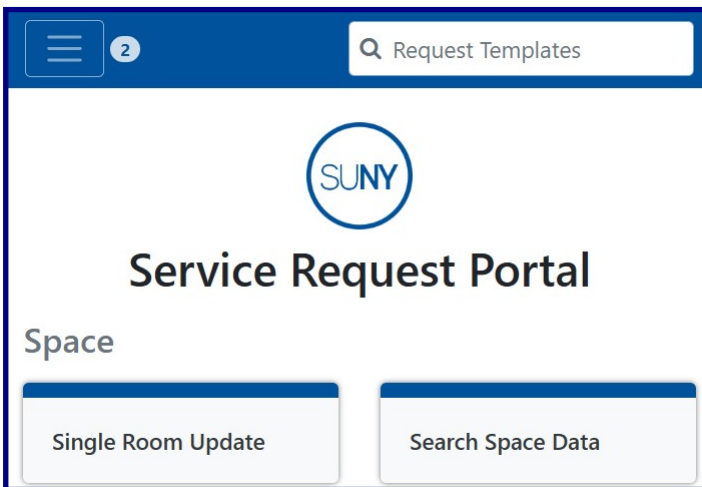 2
Request Templates
SUNY
Service Request Portal
Space
Single Room Update
Search Space Data